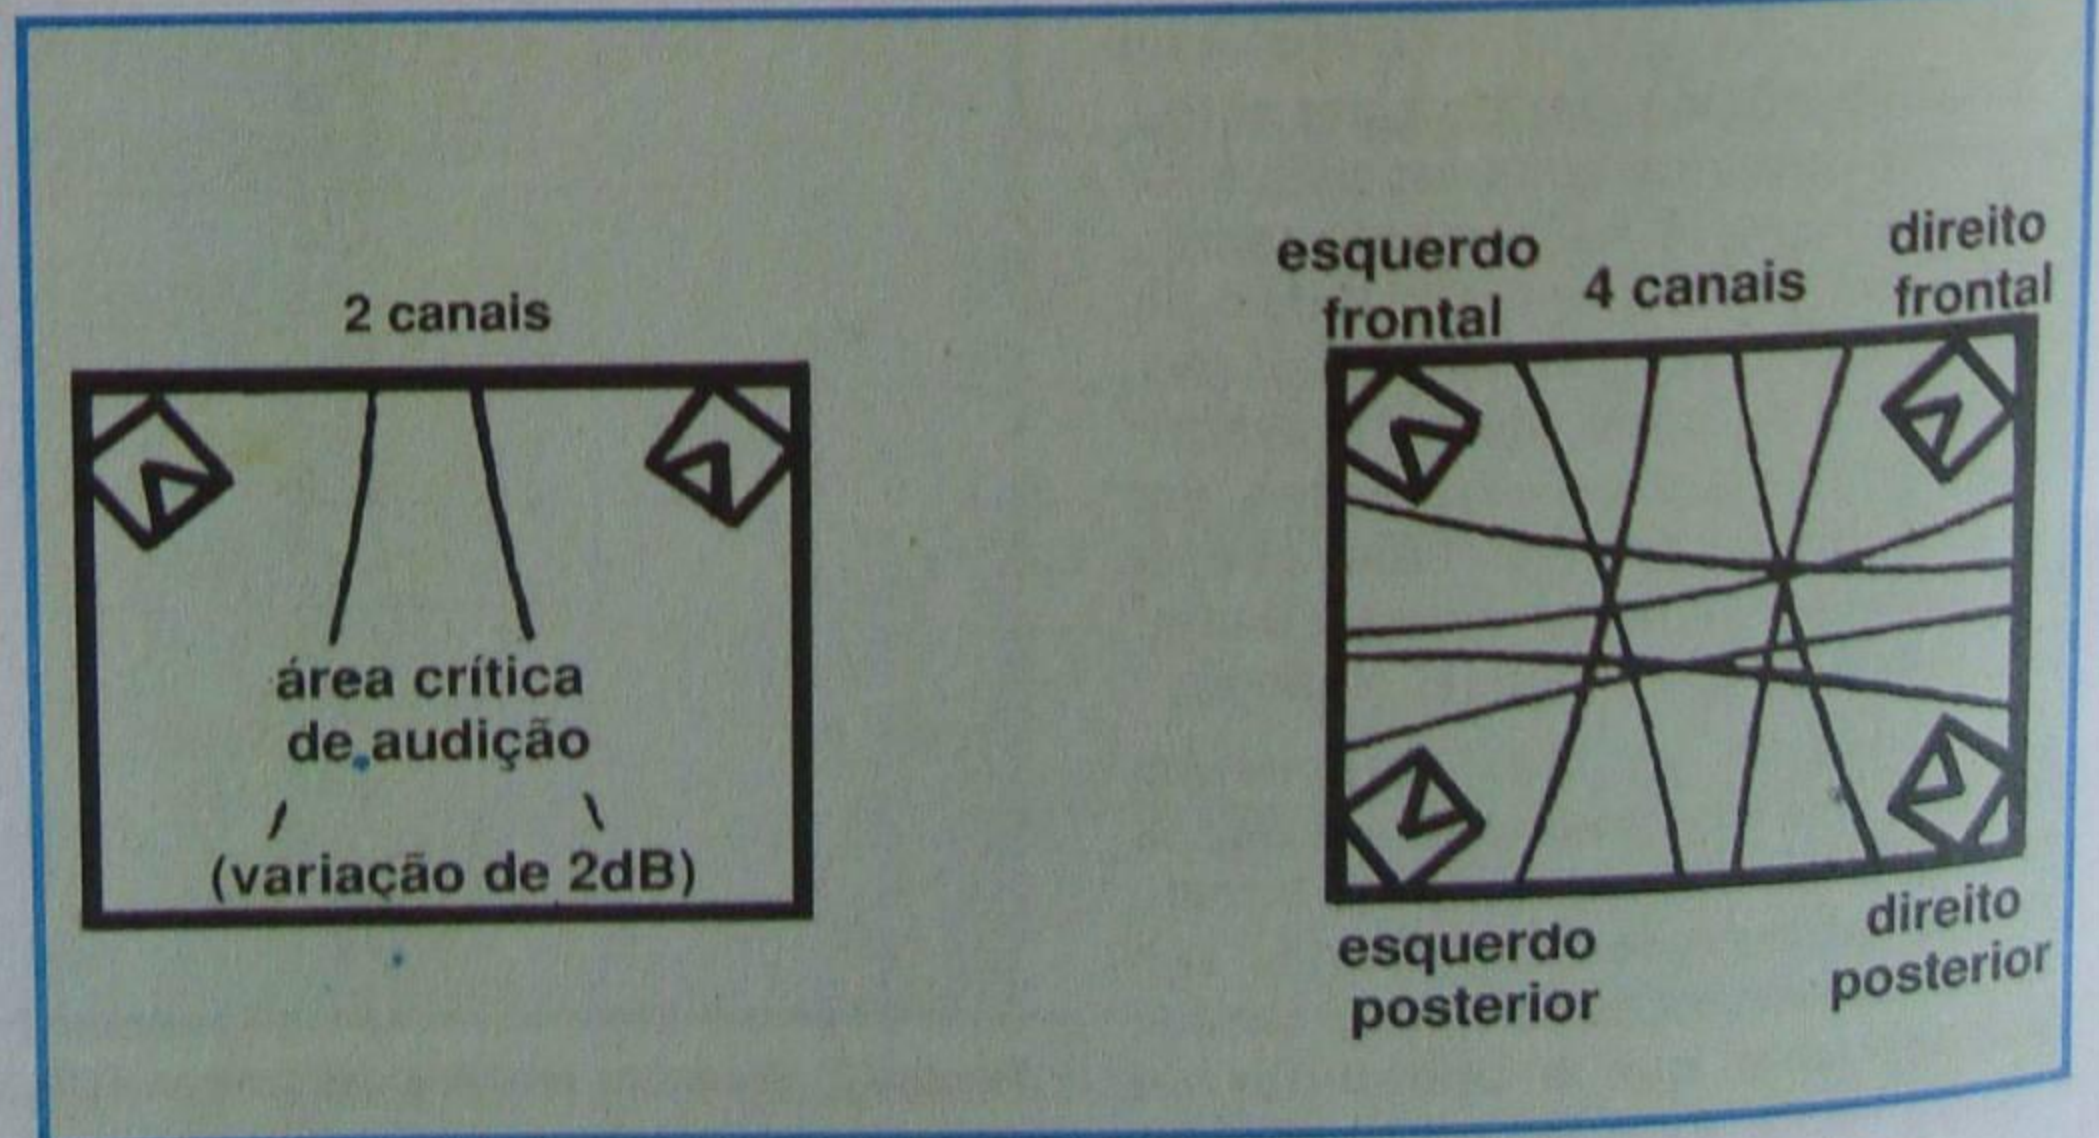 2 canais
área crítica
de audição
(variação de 2dB)
esquerdo
frontal
4 canais
direito
frontal
esquerdo
posterior
direito
posterior